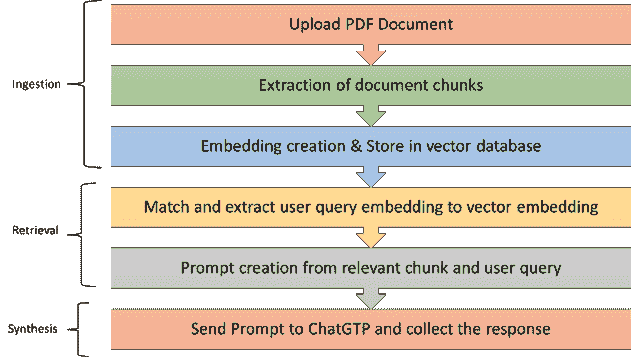 Upload PDF Document
Ingestion
Extraction of document chunks
Embedding creation & Store in vector database
Match and extract user query embedding to vector embedding
Retrieval
Prompt creation from relevant chunk and user query
Synthesis
Send Prompt to ChatGTP and collect the response